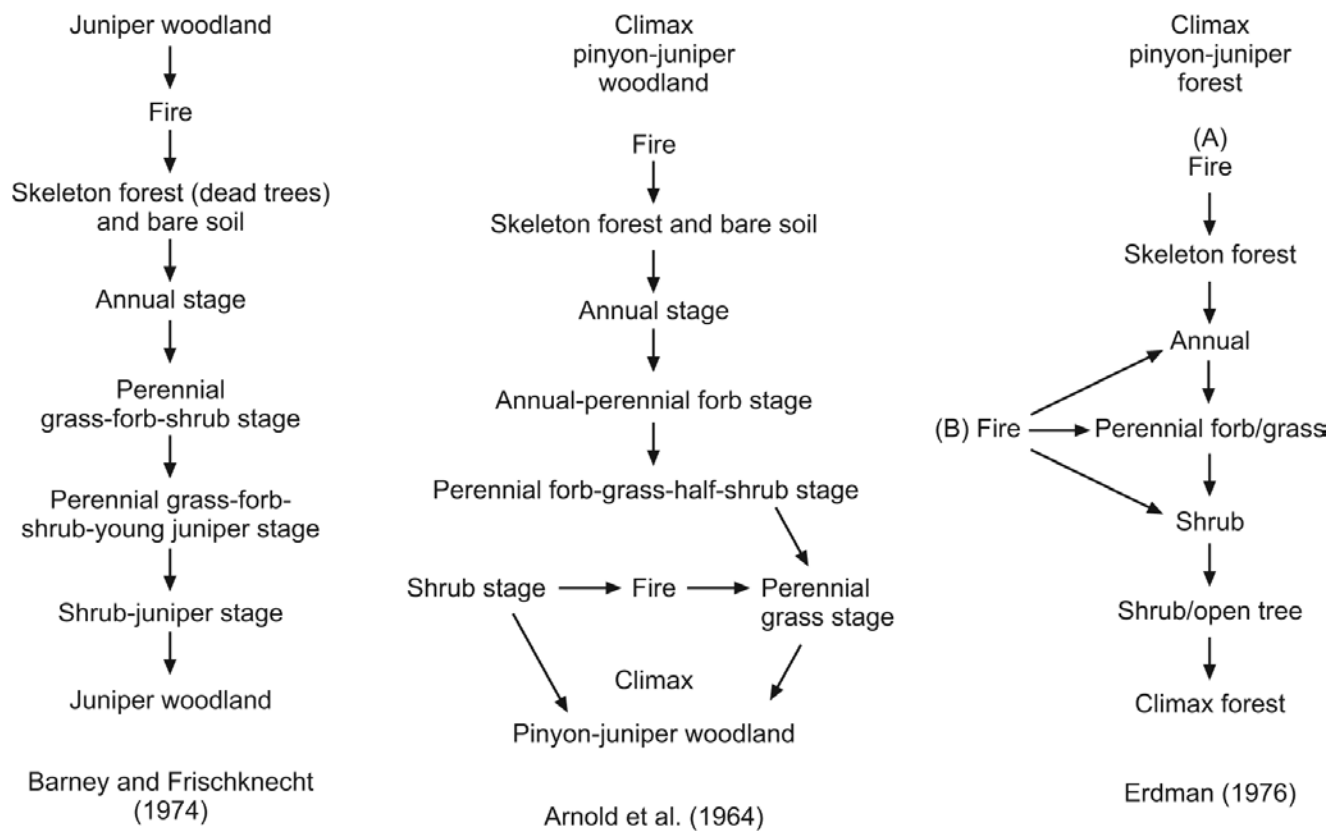 Juniper woodland
Fire
Skeleton forest (dead trees)
and bare soil
Annual stage
Perennial
grass-forb-shrub stage
Perennial grass-forb-
shrub-young juniper stage
Shrub-juniper stage
Juniper woodland
Barney and Frischknecht
(1974)
Climax
pinyon-juniper
woodland
Fire
Skeleton forest and bare soil
Annual stage
Annual-perennial forb stage
Perennial forb-grass-half-shrub stage
Shrub stage
Fire
Perennial
grass stage
Climax
Pinyon-juniper woodland
Arnold et al. (1964)
Climax
pinyon-juniper
forest
(A)
Fire
Skeleton forest
Annual
(B) Fire
Perennial forb/grass
Shrub
Shrub/open tree
Climax forest
Erdman (1976)